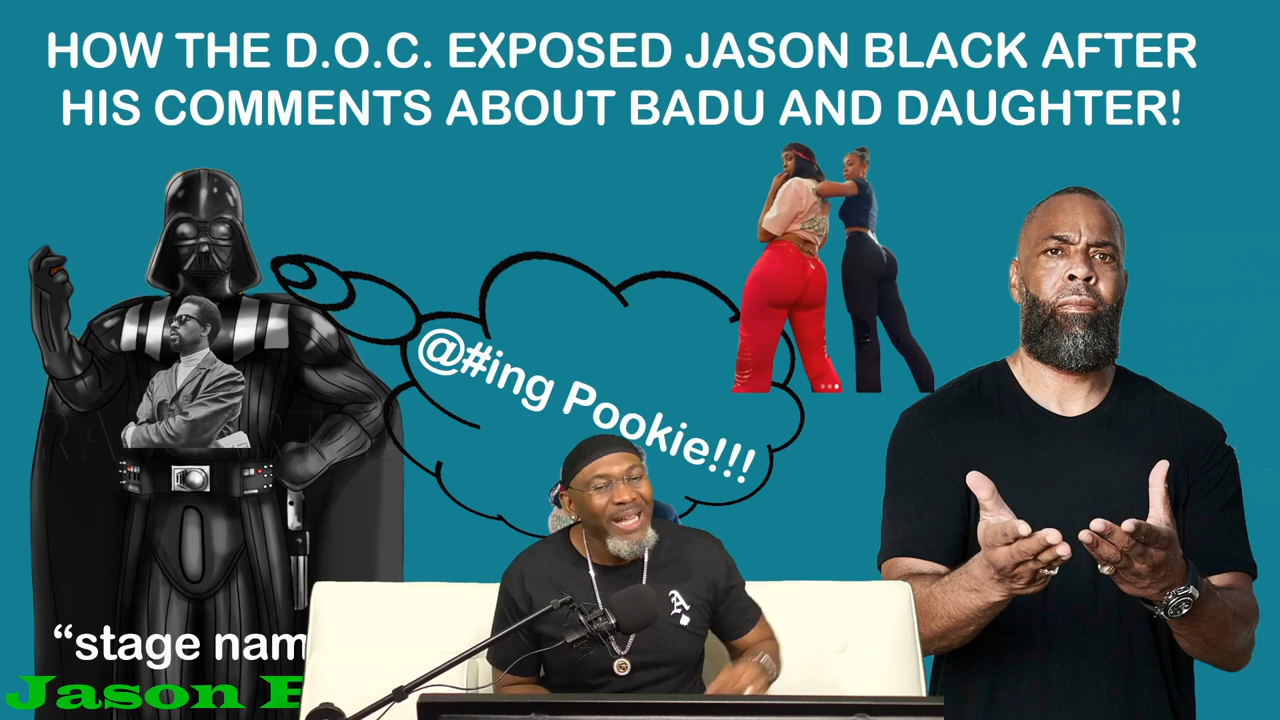 HOW THE D.O.C. EXPOSED JASON BLACK AFTER
HIS COMMENTS ABOUT BADU AND DAUGHTER!
@#ing Pookie!!!
A
“stage nam
Jason